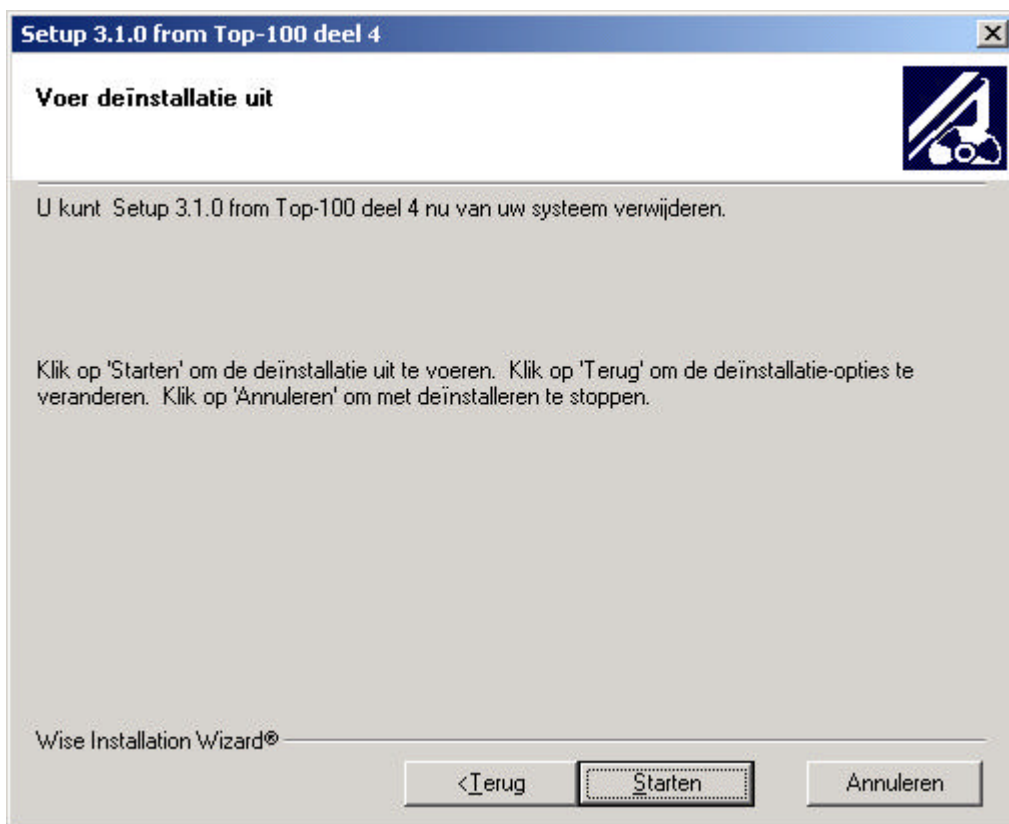 Setup 3.1.0 from Top-100 deel 4
Voer deïnstallatie uit
U kunt  Setup 3.1.0 from Top-100 deel 4 nu van uw systeem verwijderen.
Klik op 'Starten' om de deïnstallatie uit te voeren.  Klik op 'Terug' om de deïnstallatie-opties te
veranderen.  Klik op 'Annuleren' om met deïnstalleren te stoppen.
Wise Installation Wizard®
<Terug Starten Annuleren